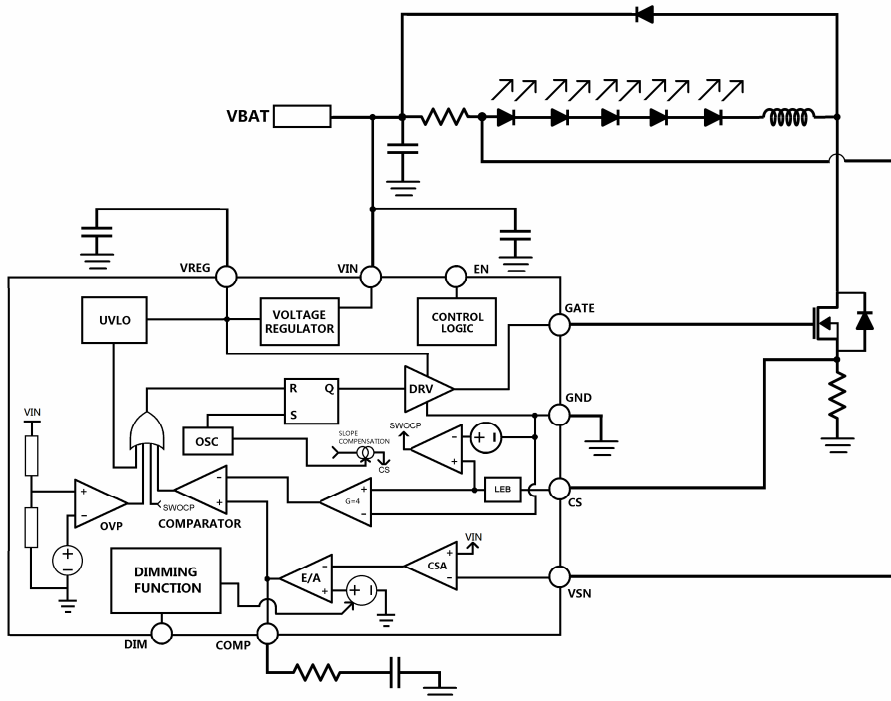 VBAT
VREG
VIN
EN
GATE
UVLO
VOLTAGE
REGULATOR
CONTROL
LOGIC
R
Q
S
DRV
GND
VIN
OSC
SLOPE
COMPENSATION
CS
SWOCP
-
+
+
LEB
CS
+
-
OVP
SWOCP
-
+
COMPARATOR
G=4
+
-
+
DIMMING
FUNCTION
E/A
-
+
+
CSA
+
-
VIN
VSN
DIM
COMP